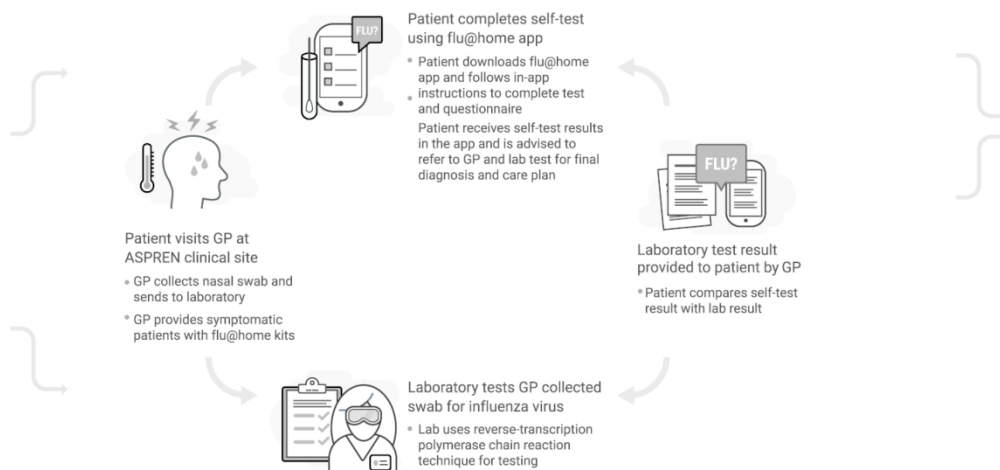 FLU?
Patient completes self-test
using flu@home app
Patient downloads flu@home
app and follows in-app
instructions to complete test
and questionnaire
Patient receives self-test results
in the app and is advised to
refer to GP and lab test for final
diagnosis and care plan
Patient visits GP at
ASPREN clinical site
GP collects nasal swab and
sends to laboratory
GP provides symptomatic
patients with flu@home kits
FLU?
Laboratory test result
provided to patient by GP
Patient compares self-test
result with lab result
Laboratory tests GP collected
swab for influenza virus
Lab uses reverse-transcription
polymerase chain reaction
technique for testing